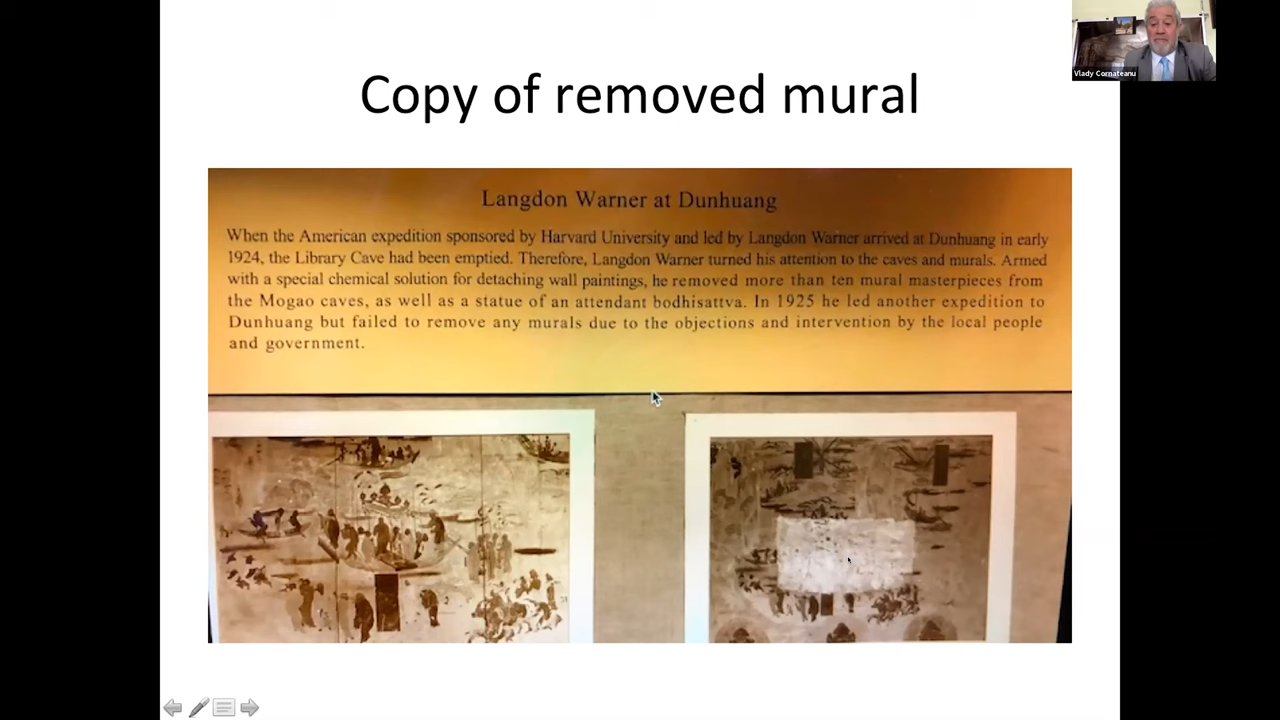 Vlady Cornateanu
Copy of removed mural
Langdon Warner at Dunhuang
When the American expedition sponsored by Harvard University and led by Langdon Warner arrived at Dunhuang in early
1924, the Library Cave had been emptied. Therefore, Langdon Warner turned his attention to the caves and murals. Armed
with a special chemical solution for detaching wall paintings, he removed more than ten mural masterpieces from
the Mogao caves, as well as a statue of an attendant bodhisattva. In 1925 he led another expedition to
Dunhuang but failed to remove any murals due to the objections and intervention by the local people
and government.